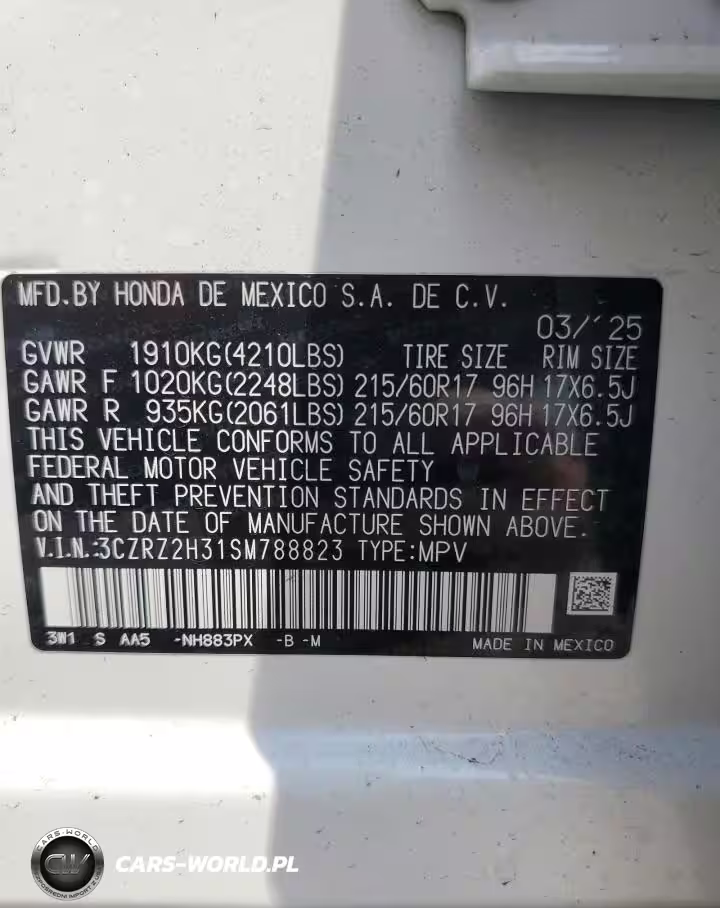 MFD.BY HONDA DE MEXICO S.A. DE C.V.
03/'25
GVWR 1910KG(4210LBS) TIRE SIZE RIM SIZE
GAWR F 1020KG(2248LBS) 215/60R17 96H 17X6.5J
GAWR R 935KG(2061LBS) 215/60R17 96H 17X6.5J
THIS VEHICLE CONFORMS TO ALL APPLICABLE
FEDERAL MOTOR VEHICLE SAFETY
AND THEFT PREVENTION STANDARDS IN EFFECT
ON THE DATE OF MANUFACTURE SHOWN ABOVE.
V.I.N.:3CZRZ2H31SM788823 TYPE:MPV
3W1 S AA5 -NH883PX -B -M MADE IN MEXICO
CARS-WORLD
CW
CARS-WORLD.PL